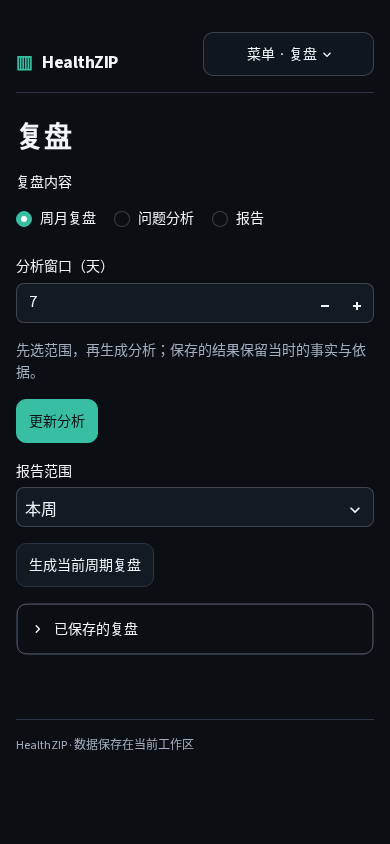 HealthZIP
菜单 · 复盘
复盘
复盘内容
周月复盘
问题分析
报告
分析窗口（天）
7
先选范围，再生成分析；保存的结果保留当时的事实与依
据。
更新分析
报告范围
本周
生成当前周期复盘
已保存的复盘
HealthZIP · 数据保存在当前工作区